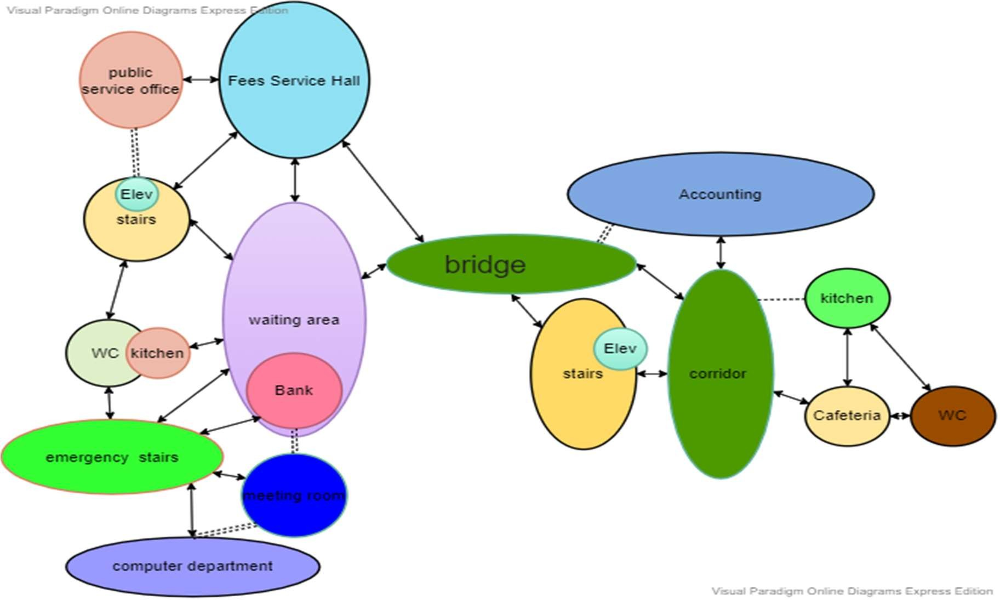 Visual Paradigm Online Diagrams Express Edition
public
service office
Fees Service Hall
Elev
stairs
Accounting
bridge
kitchen
waiting area
WC
kitchen
Elev
stairs
corridor
Bank
Cafeteria
WC
emergency stairs
meeting room
computer department
Visual Paradigm Online Diagrams Express Edition